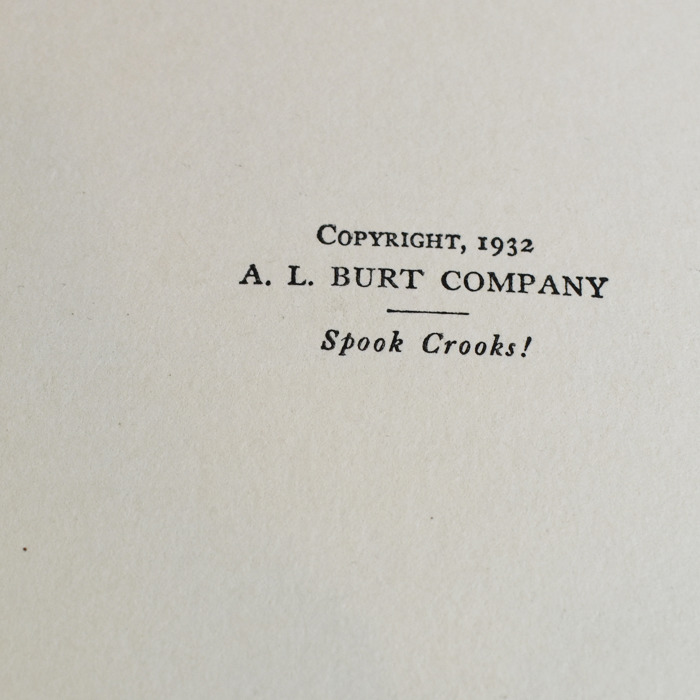 Copyright, 1932
A. L. BURT COMPANY
Spook Crooks!